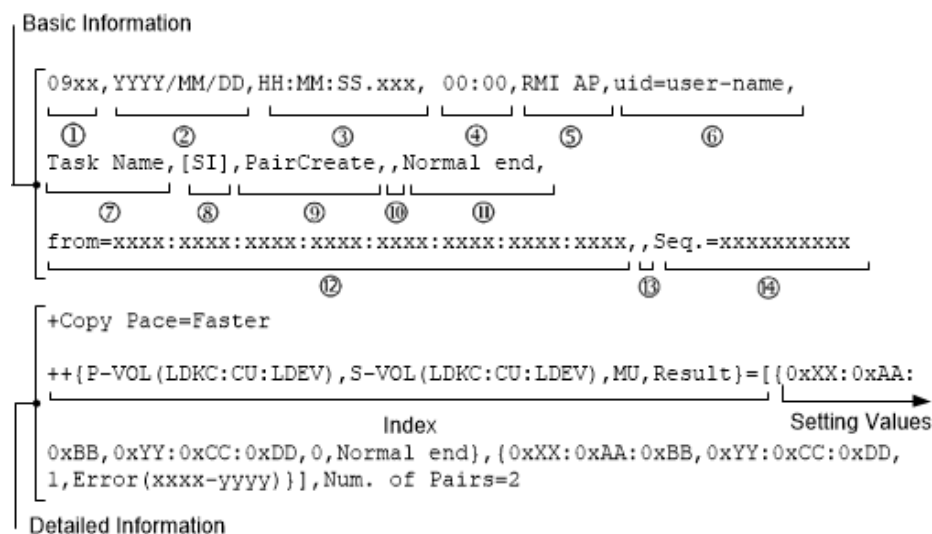 Basic Information
09xx,YYYY/MM/DD,HH:MM:SS.xxx, 00:00,RMI AP,uid=user-name,
① ② ③ ④ ⑤ ⑥
Task Name,[SI],PairCreate,,Normal end,
⑦ ⑧ ⑨ ⑩ ⑪
from=xxxx:xxxx:xxxx:xxxx:xxxx:xxxx:xxxx:xxxx,,Seq.=xxxxxxxxxx
⑫ ⑬ ⑭
+Copy Pace=Faster
++{P-VOL(LDKC:CU:LDEV),S-VOL(LDKC:CU:LDEV),MU,Result}=[{0xXX:0xAA:
Index Setting Values
0xBB,0xYY:0xCC:0xDD,0,Normal end},{0xXX:0xAA:0xBB,0xYY:0xCC:0xDD,
1,Error(xxxx-yyyy)}],Num. of Pairs=2
Detailed Information